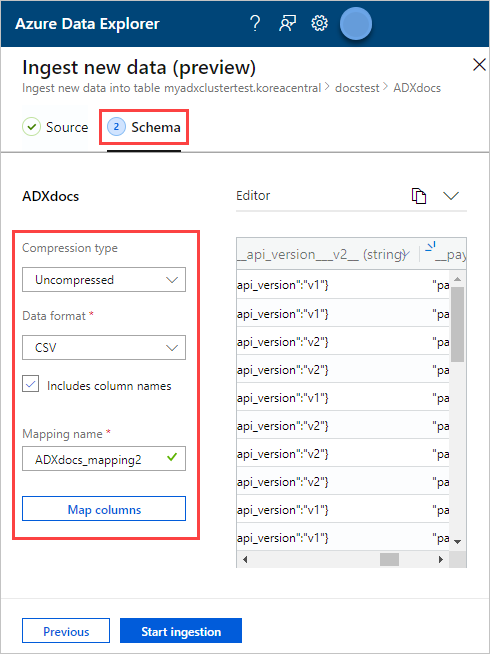 Azure Data Explorer
Ingest new data (preview)
Ingest new data into table myadxclustertest.koreacentral > docstest > ADXdocs
Source
2 Schema
ADXdocs
Compression type
Uncompressed
Data format *
CSV
Includes column names
Mapping name *
ADXdocs_mapping2
Map columns
Editor
__api_version___v2__ (string) __pay
api_version":"v1"} "pa
api_version":"v1"} "pa
api_version":"v2"} "pa
api_version":"v2"} "pa
api_version":"v1"} "pa
api_version":"v2"} "pa
api_version":"v2"} "pa
api_version":"v2"} "pa
api_version":"v1"} "pa
api_version":"v1"} "pa
Previous
Start ingestion